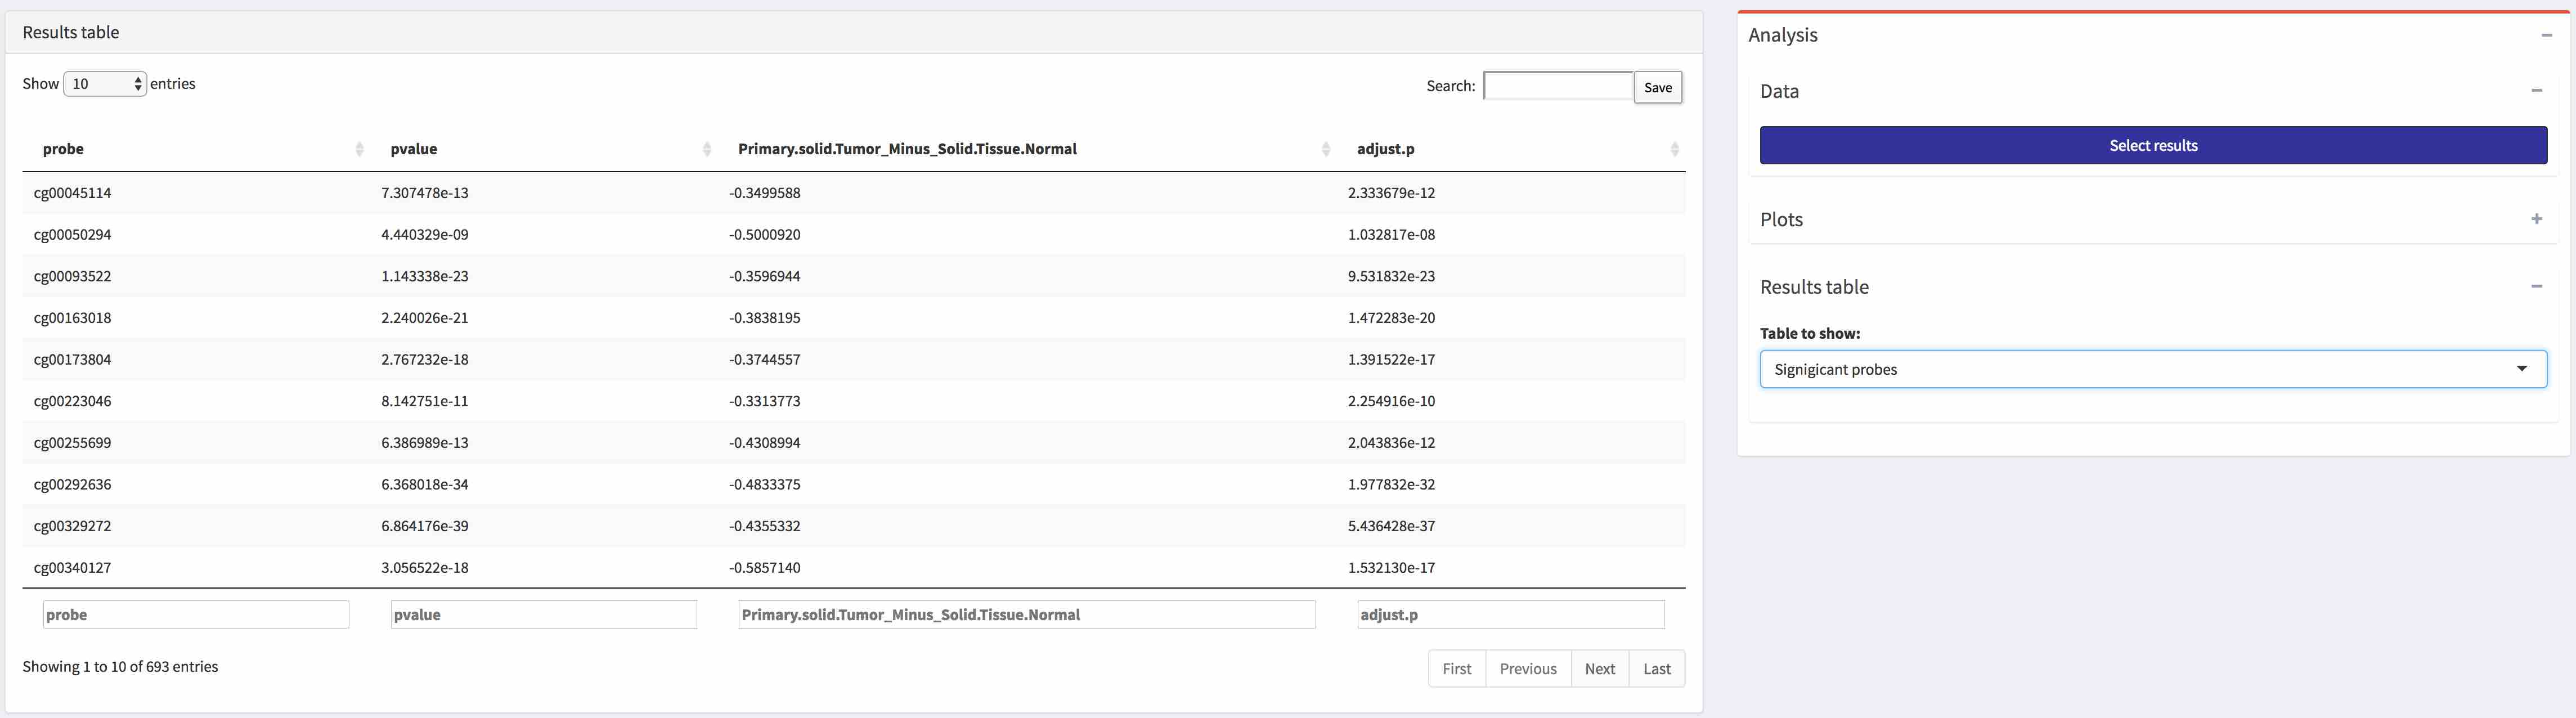 Results table
Show 10 entries
Search: Save
probe pvalue Primary.solid.Tumor_Minus_Solid.Tissue.Normal adjust.p
cg00045114 7.307478e-13 -0.3499588 2.333679e-12
cg00050294 4.440329e-09 -0.5000920 1.032817e-08
cg00093522 1.143338e-23 -0.3596944 9.531832e-23
cg00163018 2.240026e-21 -0.3838195 1.472283e-20
cg00173804 2.767232e-18 -0.3744557 1.391522e-17
cg00223046 8.142751e-11 -0.3313773 2.254916e-10
cg00255699 6.386989e-13 -0.4308994 2.043836e-12
cg00292636 6.368018e-34 -0.4833375 1.977832e-32
cg00329272 6.864176e-39 -0.4355332 5.436428e-37
cg00340127 3.056522e-18 -0.5857140 1.532130e-17
probe pvalue Primary.solid.Tumor_Minus_Solid.Tissue.Normal adjust.p
Showing 1 to 10 of 693 entries
First Previous Next Last
Analysis
Data
Select results
Plots
Results table
Table to show:
Signigicant probes